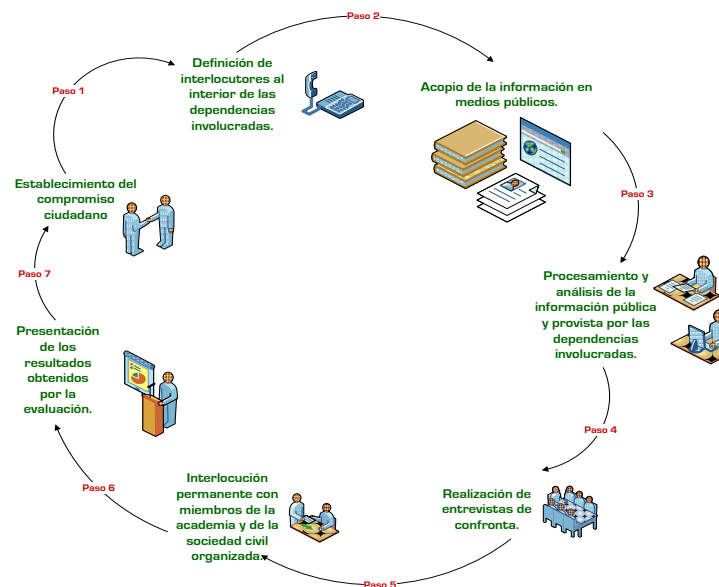 Paso 1
Definición de
interlocutores al
interior de las
dependencias
involucradas.
Paso 2
Acopio de la información en
medios públicos.
Paso 3
Procesamiento y
análisis de la
información pública
y provista por las
dependencias
involucradas.
Paso 4
Realización de
entrevistas de
confronta.
Paso 5
Interlocución
permanente con
miembros de la
academia y de la
sociedad civil
organizada.
Paso 6
Presentación
de los
resultados
obtenidos
por la
evaluación.
Paso 7
Establecimiento del
compromiso
ciudadano